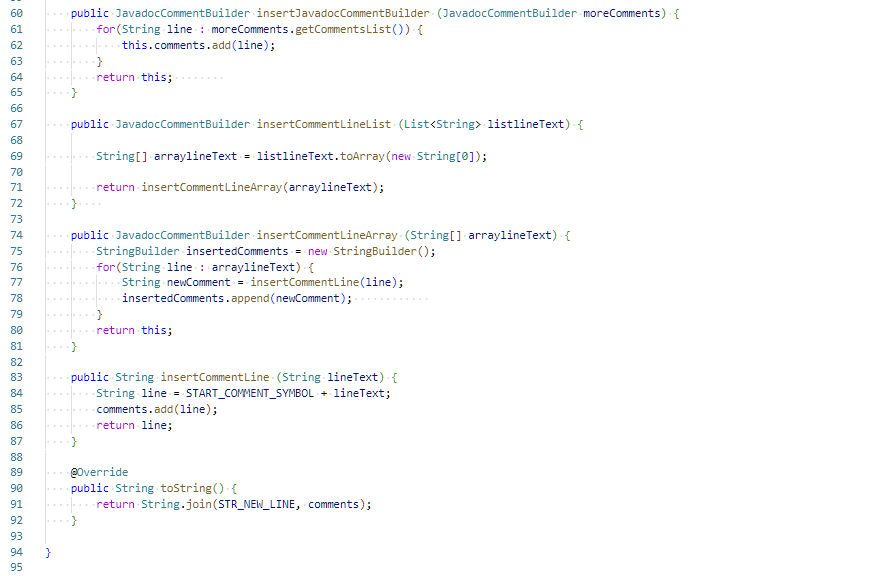 60 public JavadocCommentBuilder insertJavadocCommentBuilder (JavadocCommentBuilder moreComments) {
61 for(String line : moreComments.getCommentsList()) {
62 this.comments.add(line);
63 }
64 return this;
65 }
66
67 public JavadocCommentBuilder insertCommentLineList (List<String> listlineText) {
68
69 String[] arraylineText = listlineText.toArray(new String[0]);
70
71 return insertCommentLineArray(arraylineText);
72 }
73
74 public JavadocCommentBuilder insertCommentLineArray (String[] arraylineText) {
75 StringBuilder insertedComments = new StringBuilder();
76 for(String line : arraylineText) {
77 String newComment = insertCommentLine(line);
78 insertedComments.append(newComment);
79 }
80 return this;
81 }
82
83 public String insertCommentLine (String lineText) {
84 String line = START_COMMENT_SYMBOL + lineText;
85 comments.add(line);
86 return line;
87 }
88
89 @Override
90 public String toString() {
91 return String.join(STR_NEW_LINE, comments);
92 }
93
94 }
95